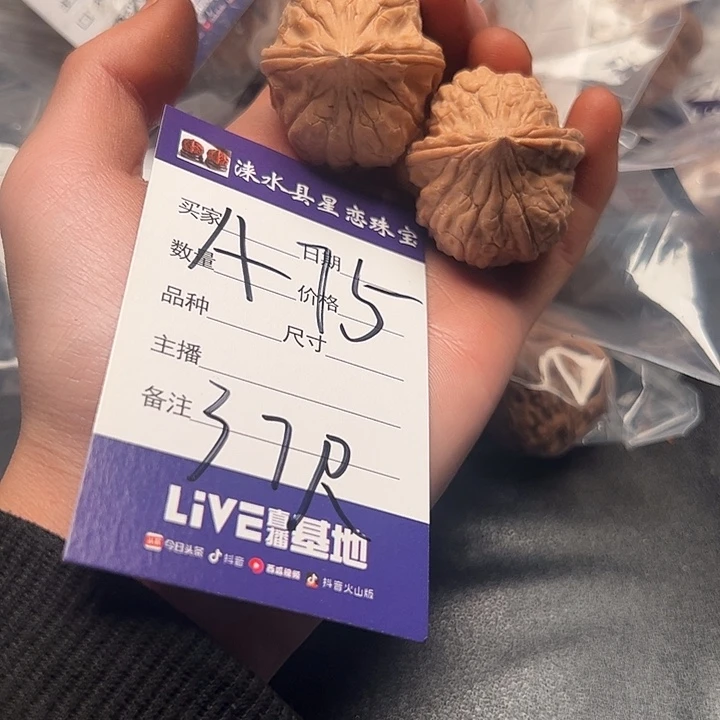 涞水县星恋珠宝
买家 日期
数量 价格
A 75
品种 尺寸
主播
备注
37R
LiVE直播基地
今日头条 抖音 西瓜视频 抖音火山版